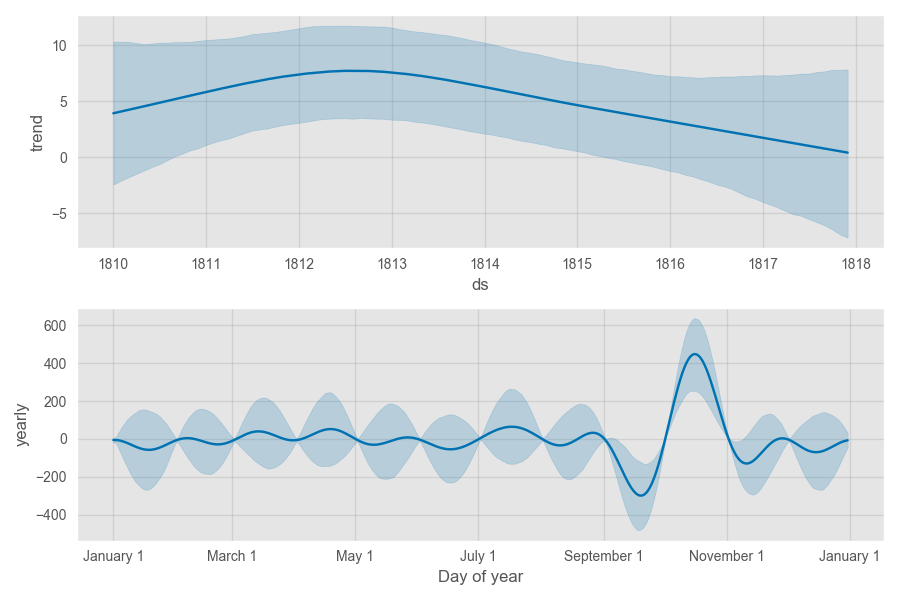 10
5
0
−5
trend
1810 1811 1812 1813 1814 1815 1816 1817 1818
ds
600
400
200
0
−200
−400
yearly
January 1 March 1 May 1 July 1 September 1 November 1 January 1
Day of year